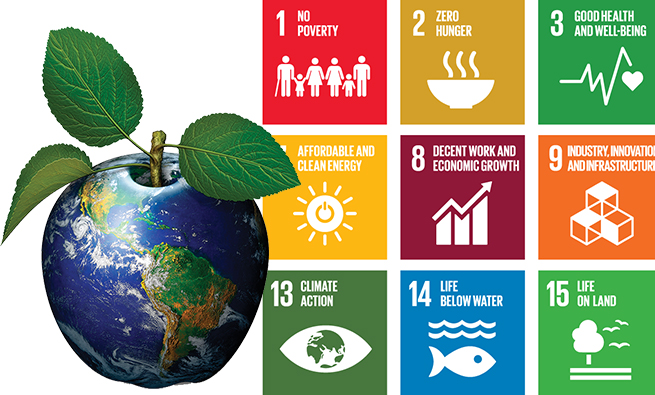 1 NO
POVERTY
2 ZERO
HUNGER
3 GOOD HEALTH
AND WELL-BEING
AFFORDABLE AND
CLEAN ENERGY
8 DECENT WORK AND
ECONOMIC GROWTH
9 INDUSTRY, INNOVATIO
AND INFRASTRUCTURE
13 CLIMATE
ACTION
14 LIFE
BELOW WATER
15 LIFE
ON LAND